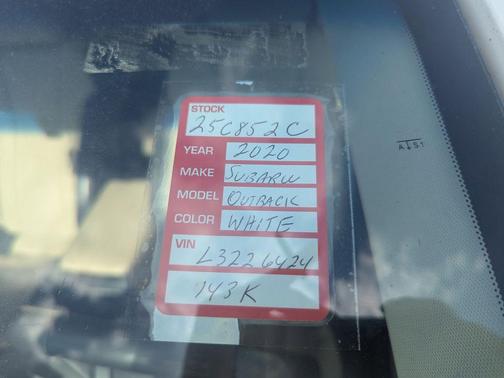 STOCK
25C852C
YEAR 2020
MAKE SUBARU
MODEL OUTBACK
COLOR WHITE
VIN
L3226424
143K
AS1